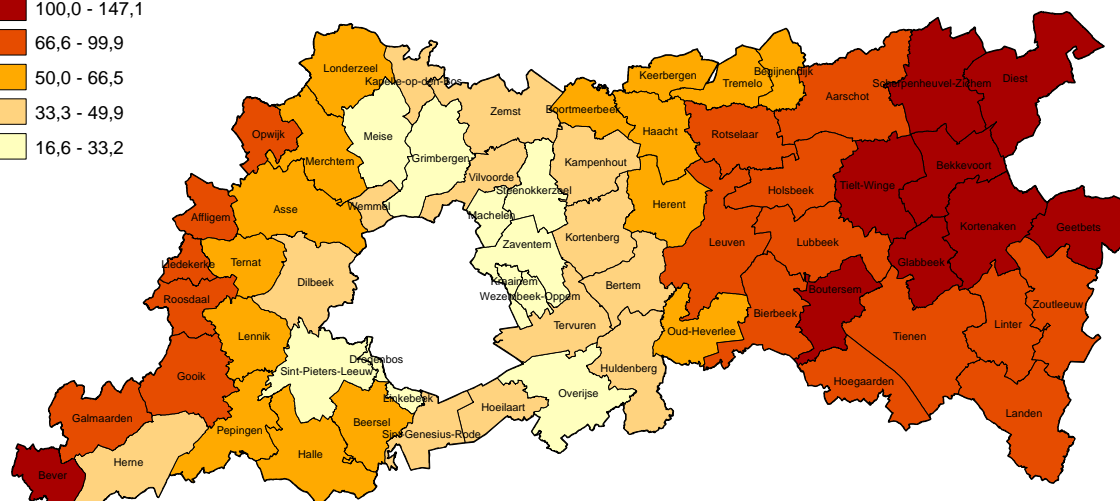 100,0 - 147,1
66,6 - 99,9
50,0 - 66,5
33,3 - 49,9
16,6 - 33,2
Londerzeel
Kapelle-op-den-Bos
Keerbergen
Tremelo
Begijnendijk
Scherpenheuvel-Zichem
Diest
Aarschot
Zemst
Boortmeerbeek
Haacht
Rotselaar
Opwijk
Meise
Merchtem
Grimbergen
Kampenhout
Vilvoorde
Steenokkerzeel
Holsbeek
Tielt-Winge
Bekkevoort
Affligem
Asse
Wemmel
Machelen
Herent
Kortenaken
Geetbets
Zaventem
Kortenberg
Leuven
Lubbeek
Liedekerke
Ternat
Dilbeek
Glabbeek
Roosdaal
Kraainem
Wezembeek-Oppem
Bertem
Boutersem
Zoutleeuw
Lennik
Tervuren
Oud-Heverlee
Bierbeek
Tienen
Linter
Drogenbos
Sint-Pieters-Leeuw
Gooik
Huldenberg
Hoegaarden
Linkebeek
Overijse
Galmaarden
Hoeilaart
Landen
Pepingen
Beersel
Sint-Genesius-Rode
Halle
Herne
Bever